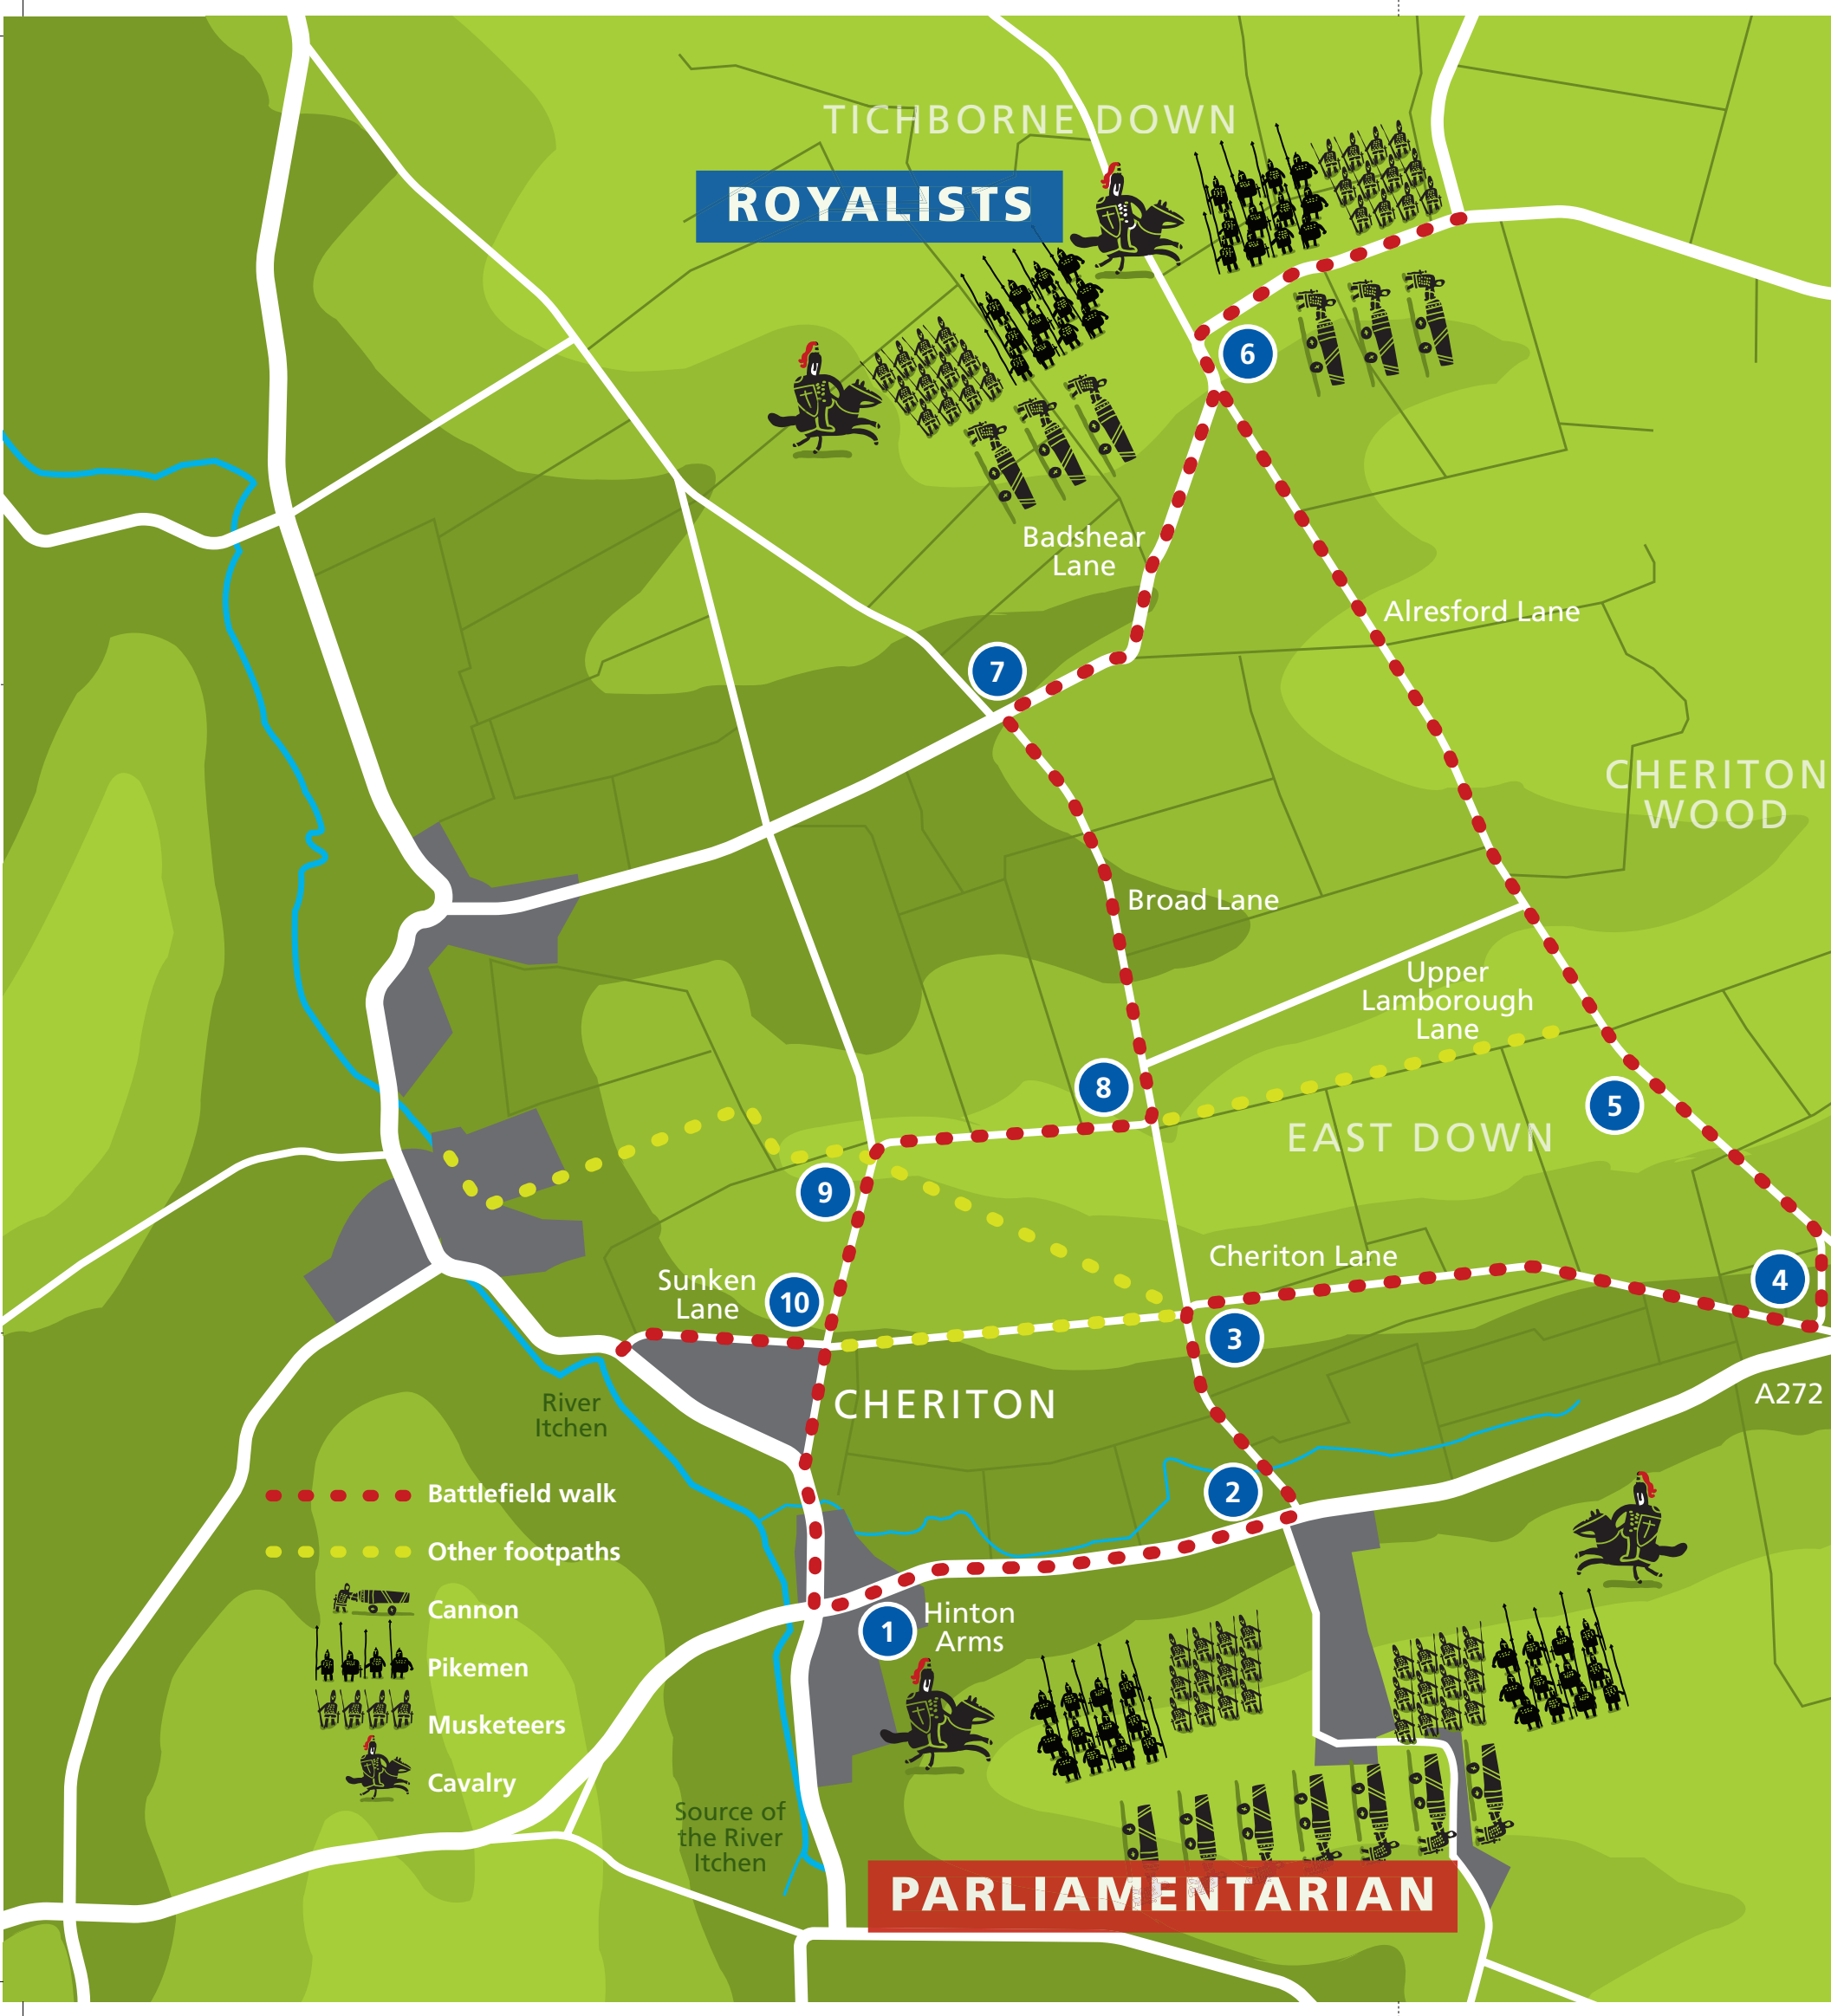 TICHBORNE DOWN
ROYALISTS
6
Badshear
Lane
Alresford Lane
7
CHERITON
WOOD
Broad Lane
Upper
Lamborough
Lane
8
5
EAST DOWN
9
Cheriton Lane
4
Sunken
Lane
10
3
A272
River
Itchen
CHERITON
2
Battlefield walk
Other footpaths
Cannon
Pikemen
Musketeers
Cavalry
1
Hinton
Arms
Source of
the River
Itchen
PARLIAMENTARIAN